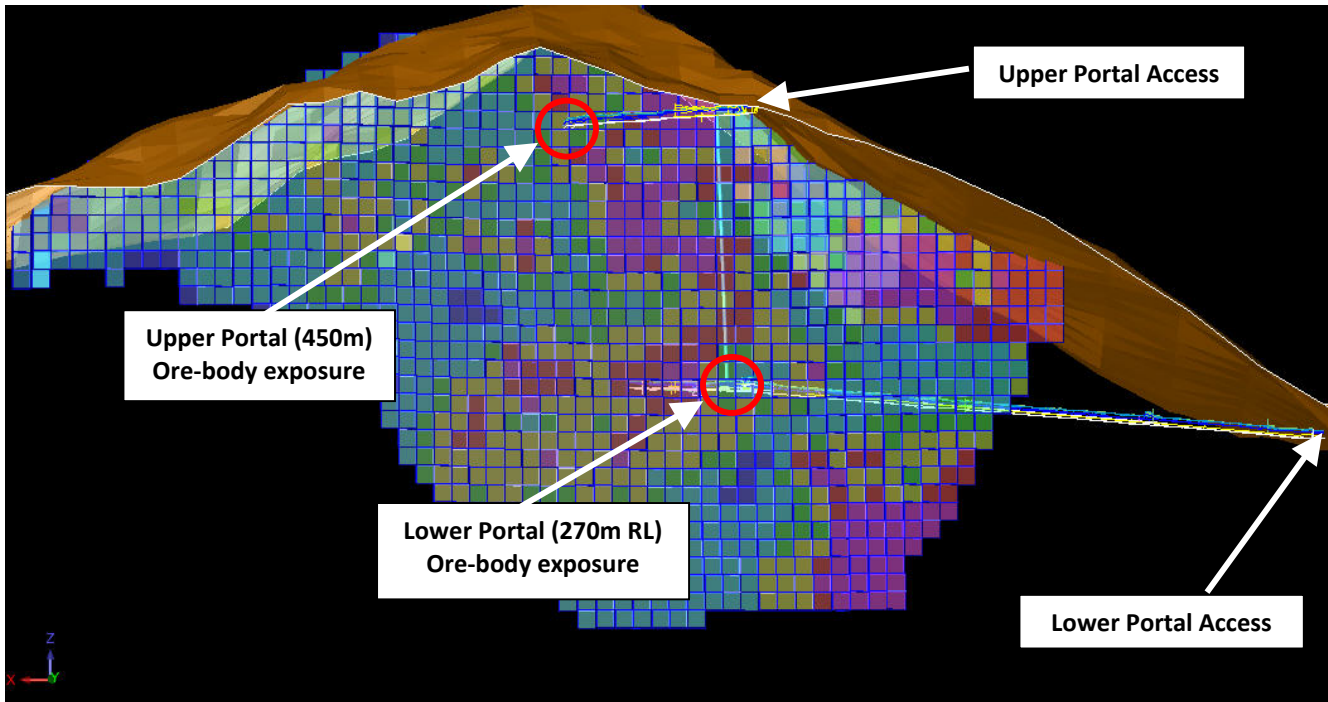 Upper Portal Access
Upper Portal (450m)
Ore-body exposure
Lower Portal (270m RL)
Ore-body exposure
Lower Portal Access
Z
X
Y